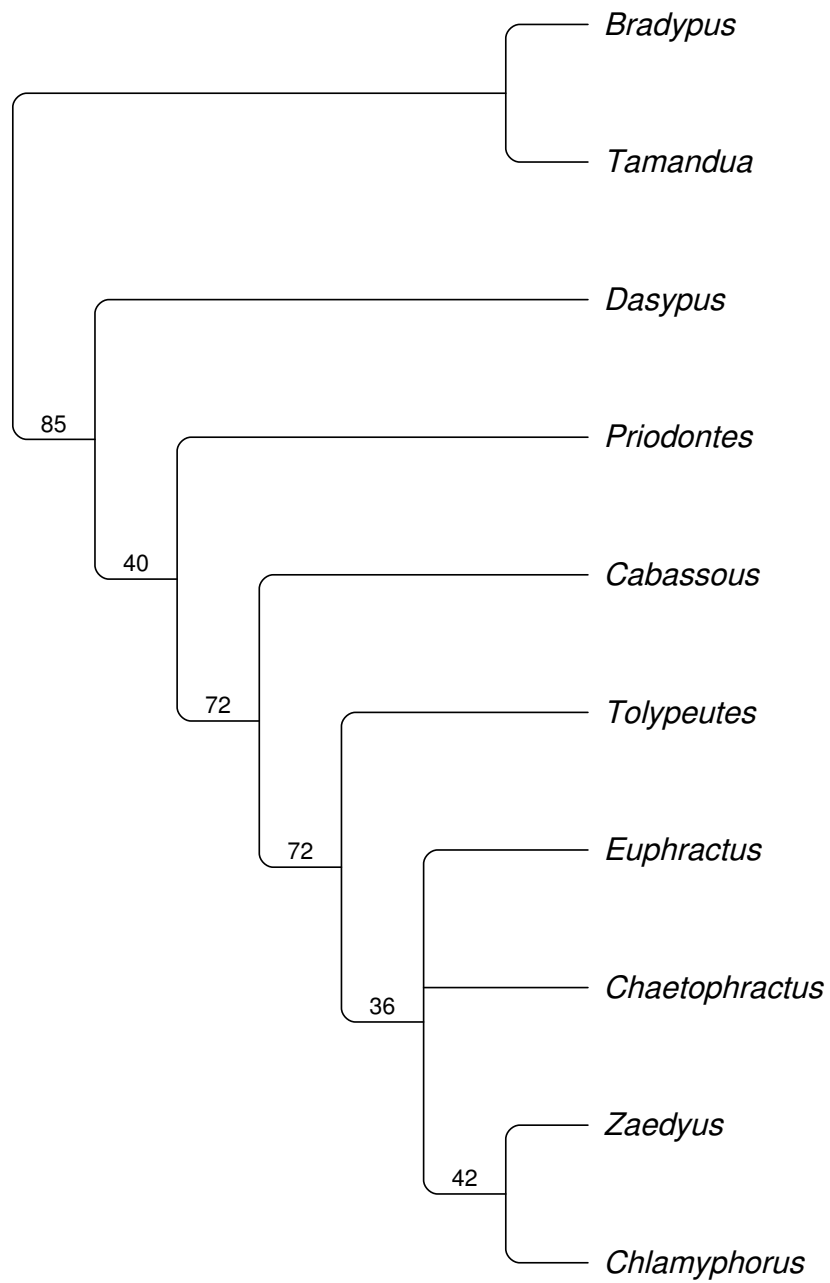 Bradypus
Tamandua
Dasypus
85
Priodontes
40
Cabassous
72
Tolypeutes
72
Euphractus
Chaetophractus
36
Zaedyus
42
Chlamyphorus